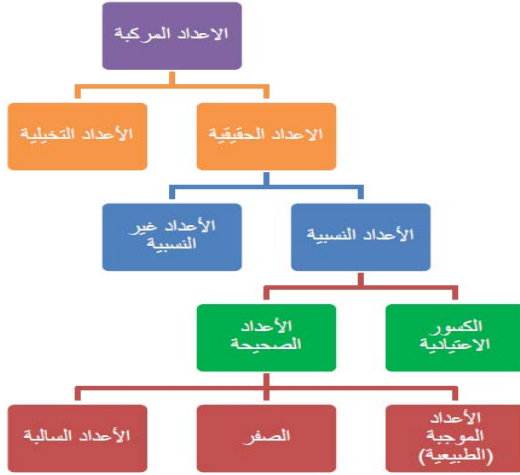 الاعداد المركبة
الاعداد الحقيقية
الأعداد التخيلية
الأعداد النسبية
الأعداد غير
النسبية
الكسور
الاعتيادية
الأعداد
الصحيحة
الأعداد
الموجبة
(الطبيعية)
الصفر
الأعداد السالبة